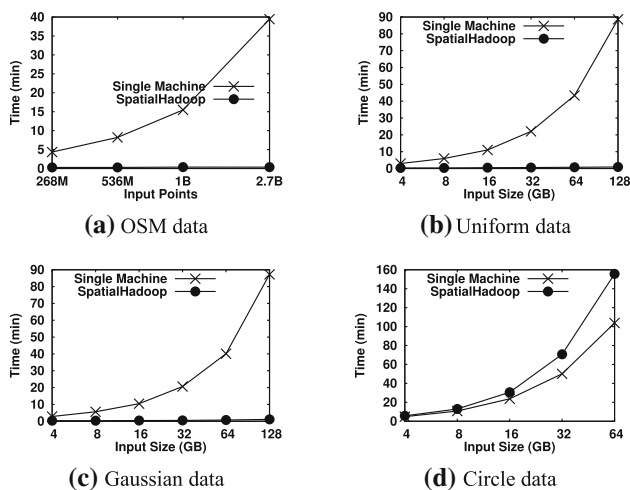 40
35
30
25
20
15
10
5
0
Time (min)
Single Machine
SpatialHadoop
268M 536M 1B 2.7B
Input Points
(a) OSM data
90
80
70
60
50
40
30
20
10
0
Time (min)
Single Machine
SpatialHadoop
4 8 16 32 64 128
Input Size (GB)
(b) Uniform data
90
80
70
60
50
40
30
20
10
0
Time (min)
Single Machine
SpatialHadoop
4 8 16 32 64 128
Input Size (GB)
(c) Gaussian data
160
140
120
100
80
60
40
20
0
Time (min)
Single Machine
SpatialHadoop
4 8 16 32 64
Input Size (GB)
(d) Circle data